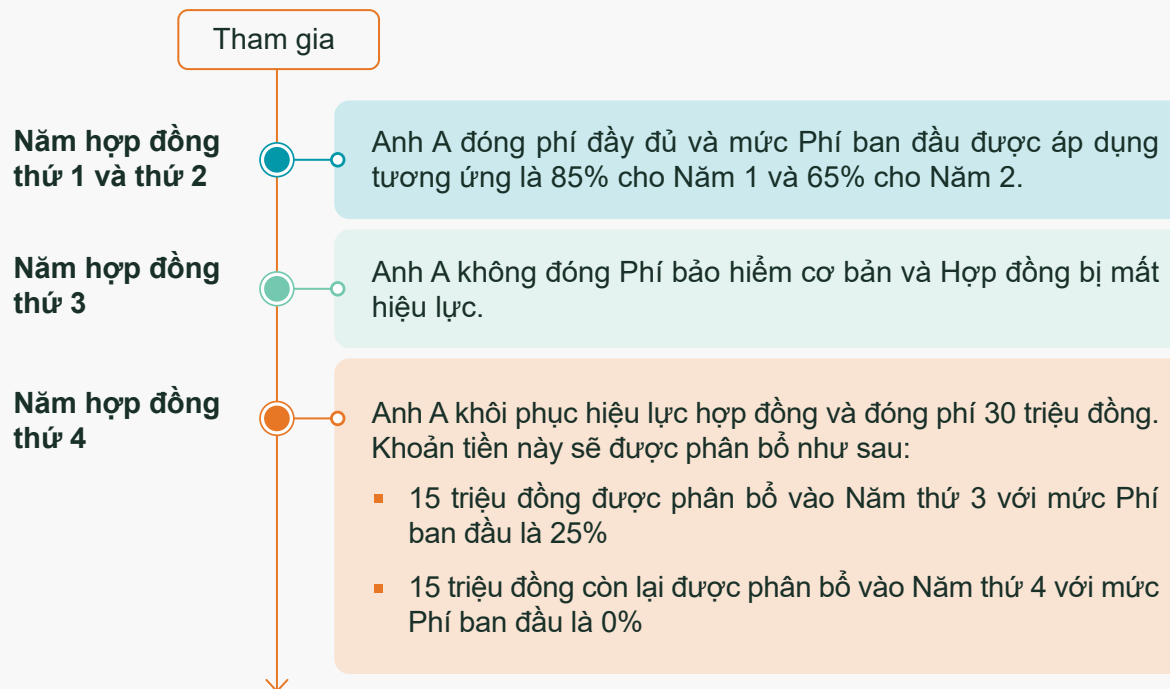 Tham gia
Năm hợp đồng
thứ 1 và thứ 2
Anh A đóng phí đầy đủ và mức Phí ban đầu được áp dụng
tương ứng là 85% cho Năm 1 và 65% cho Năm 2.
Năm hợp đồng
thứ 3
Anh A không đóng Phí bảo hiểm cơ bản và Hợp đồng bị mất
hiệu lực.
Năm hợp đồng
thứ 4
Anh A khôi phục hiệu lực hợp đồng và đóng phí 30 triệu đồng.
Khoản tiền này sẽ được phân bổ như sau:
▪ 15 triệu đồng được phân bổ vào Năm thứ 3 với mức Phí
ban đầu là 25%
▪ 15 triệu đồng còn lại được phân bổ vào Năm thứ 4 với mức
Phí ban đầu là 0%